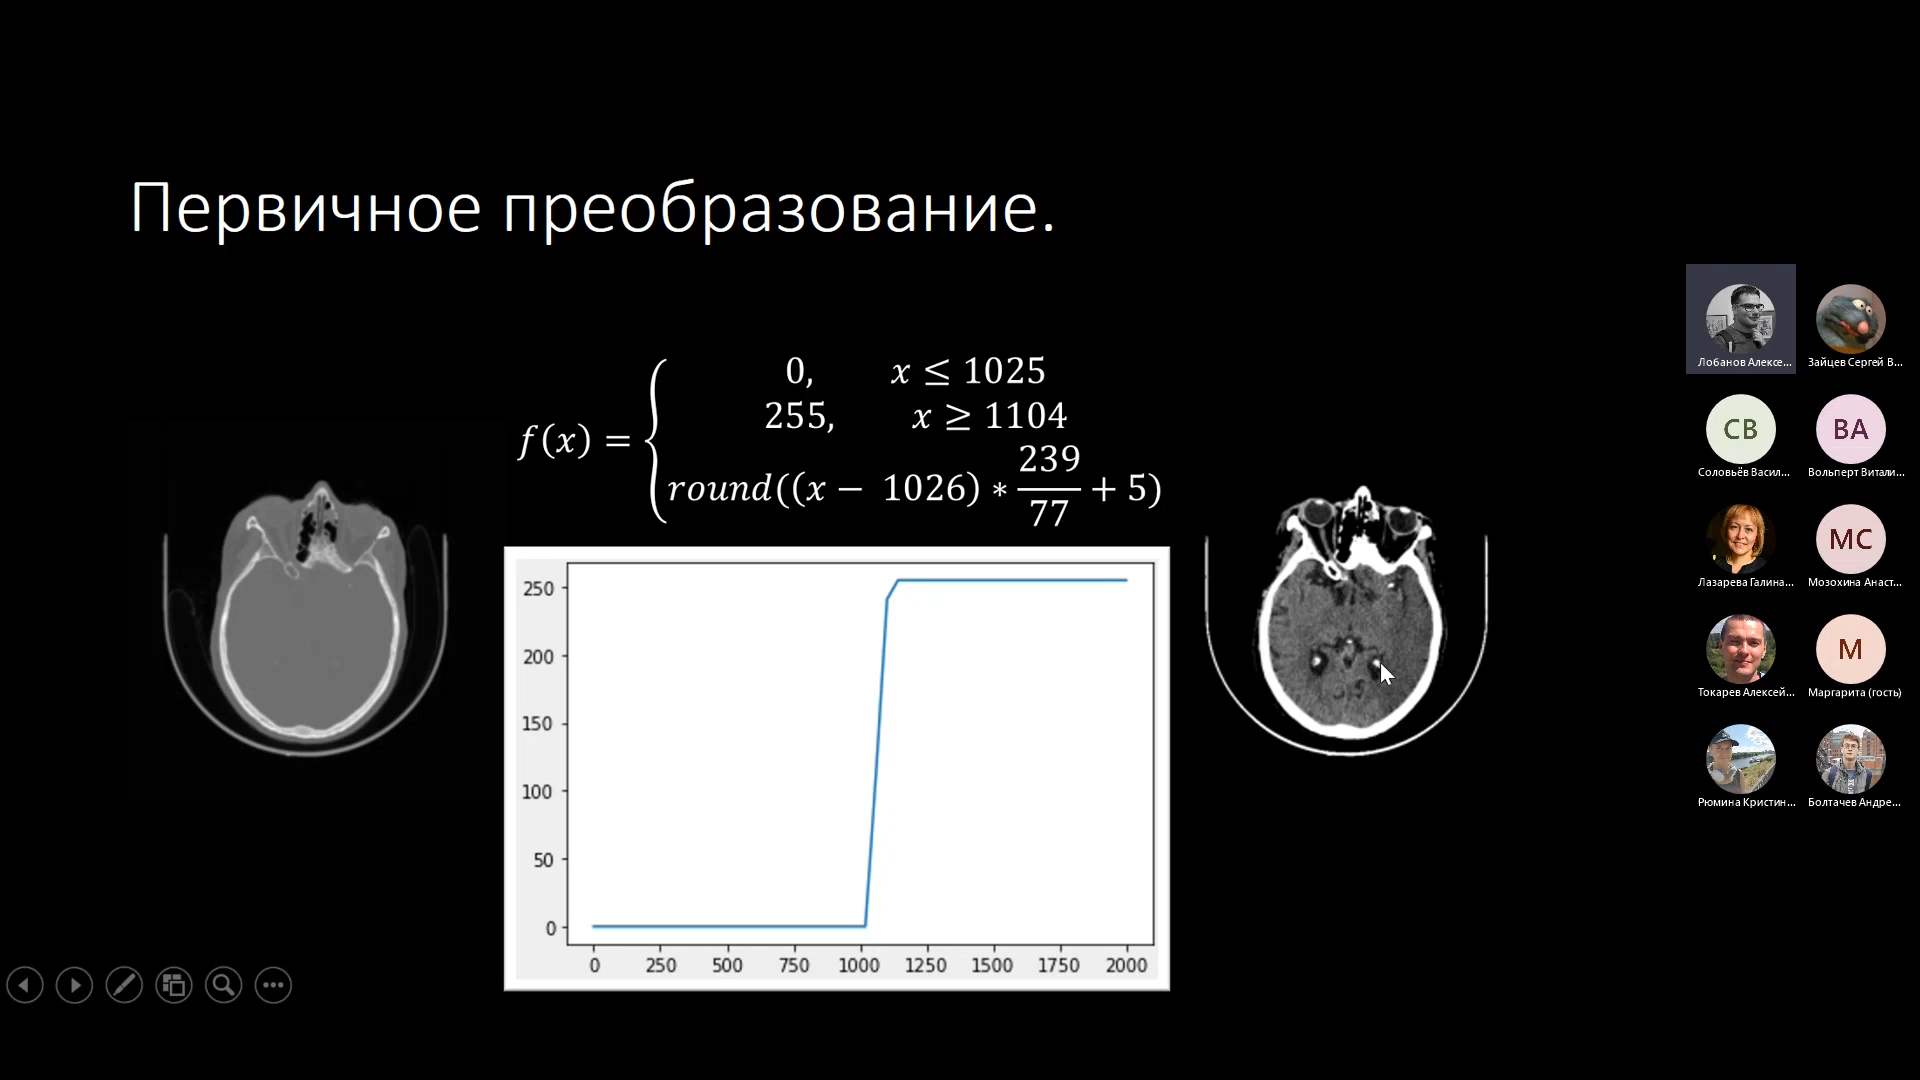 Первичное преобразование.
f(x) = { 0, x ≤ 1025
255, x ≥ 1104
round((x − 1026) * 239/77 + 5)
250
200
150
100
50
0
0 250 500 750 1000 1250 1500 1750 2000
Лобанов Алексе...
Зайцев Сергей В...
СВ
ВА
Соловьёв Васил...
Вольперт Витали...
МС
Лазарева Галина...
Мозохина Анаст...
М
Токарев Алексей...
Маргарита (гость)
Рюмина Кристин...
Болтачев Андре...